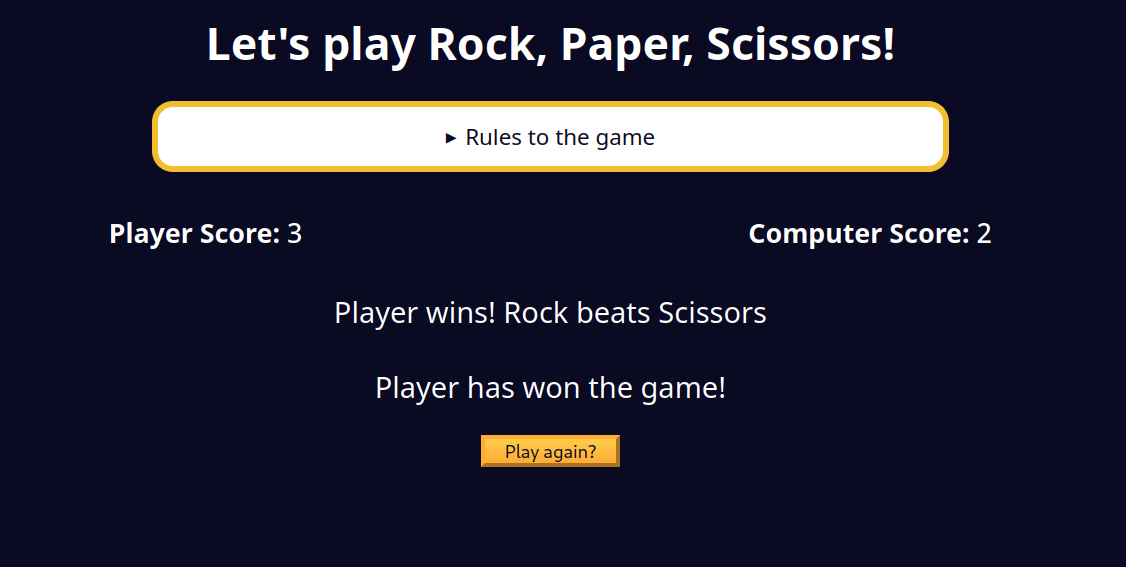 Let's play Rock, Paper, Scissors!
▸ Rules to the game
Player Score: 3
Computer Score: 2
Player wins! Rock beats Scissors
Player has won the game!
Play again?